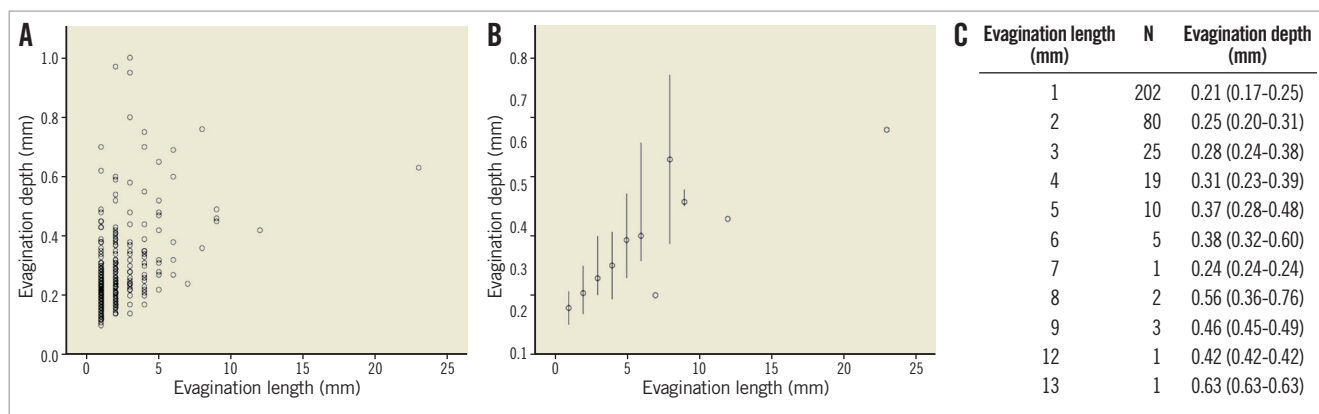 A
Evagination depth (mm)
1.0
0.8
0.6
0.4
0.2
0.0
0 5 10 15 20 25
Evagination length (mm)
B
Evagination depth (mm)
0.8
0.7
0.6
0.5
0.4
0.3
0.2
0.1
0 5 10 15 20 25
Evagination length (mm)
C
Evagination length (mm) N Evagination depth (mm)
1 202 0.21 (0.17-0.25)
2 80 0.25 (0.20-0.31)
3 25 0.28 (0.24-0.38)
4 19 0.31 (0.23-0.39)
5 10 0.37 (0.28-0.48)
6 5 0.38 (0.32-0.60)
7 1 0.24 (0.24-0.24)
8 2 0.56 (0.36-0.76)
9 3 0.46 (0.45-0.49)
12 1 0.42 (0.42-0.42)
13 1 0.63 (0.63-0.63)